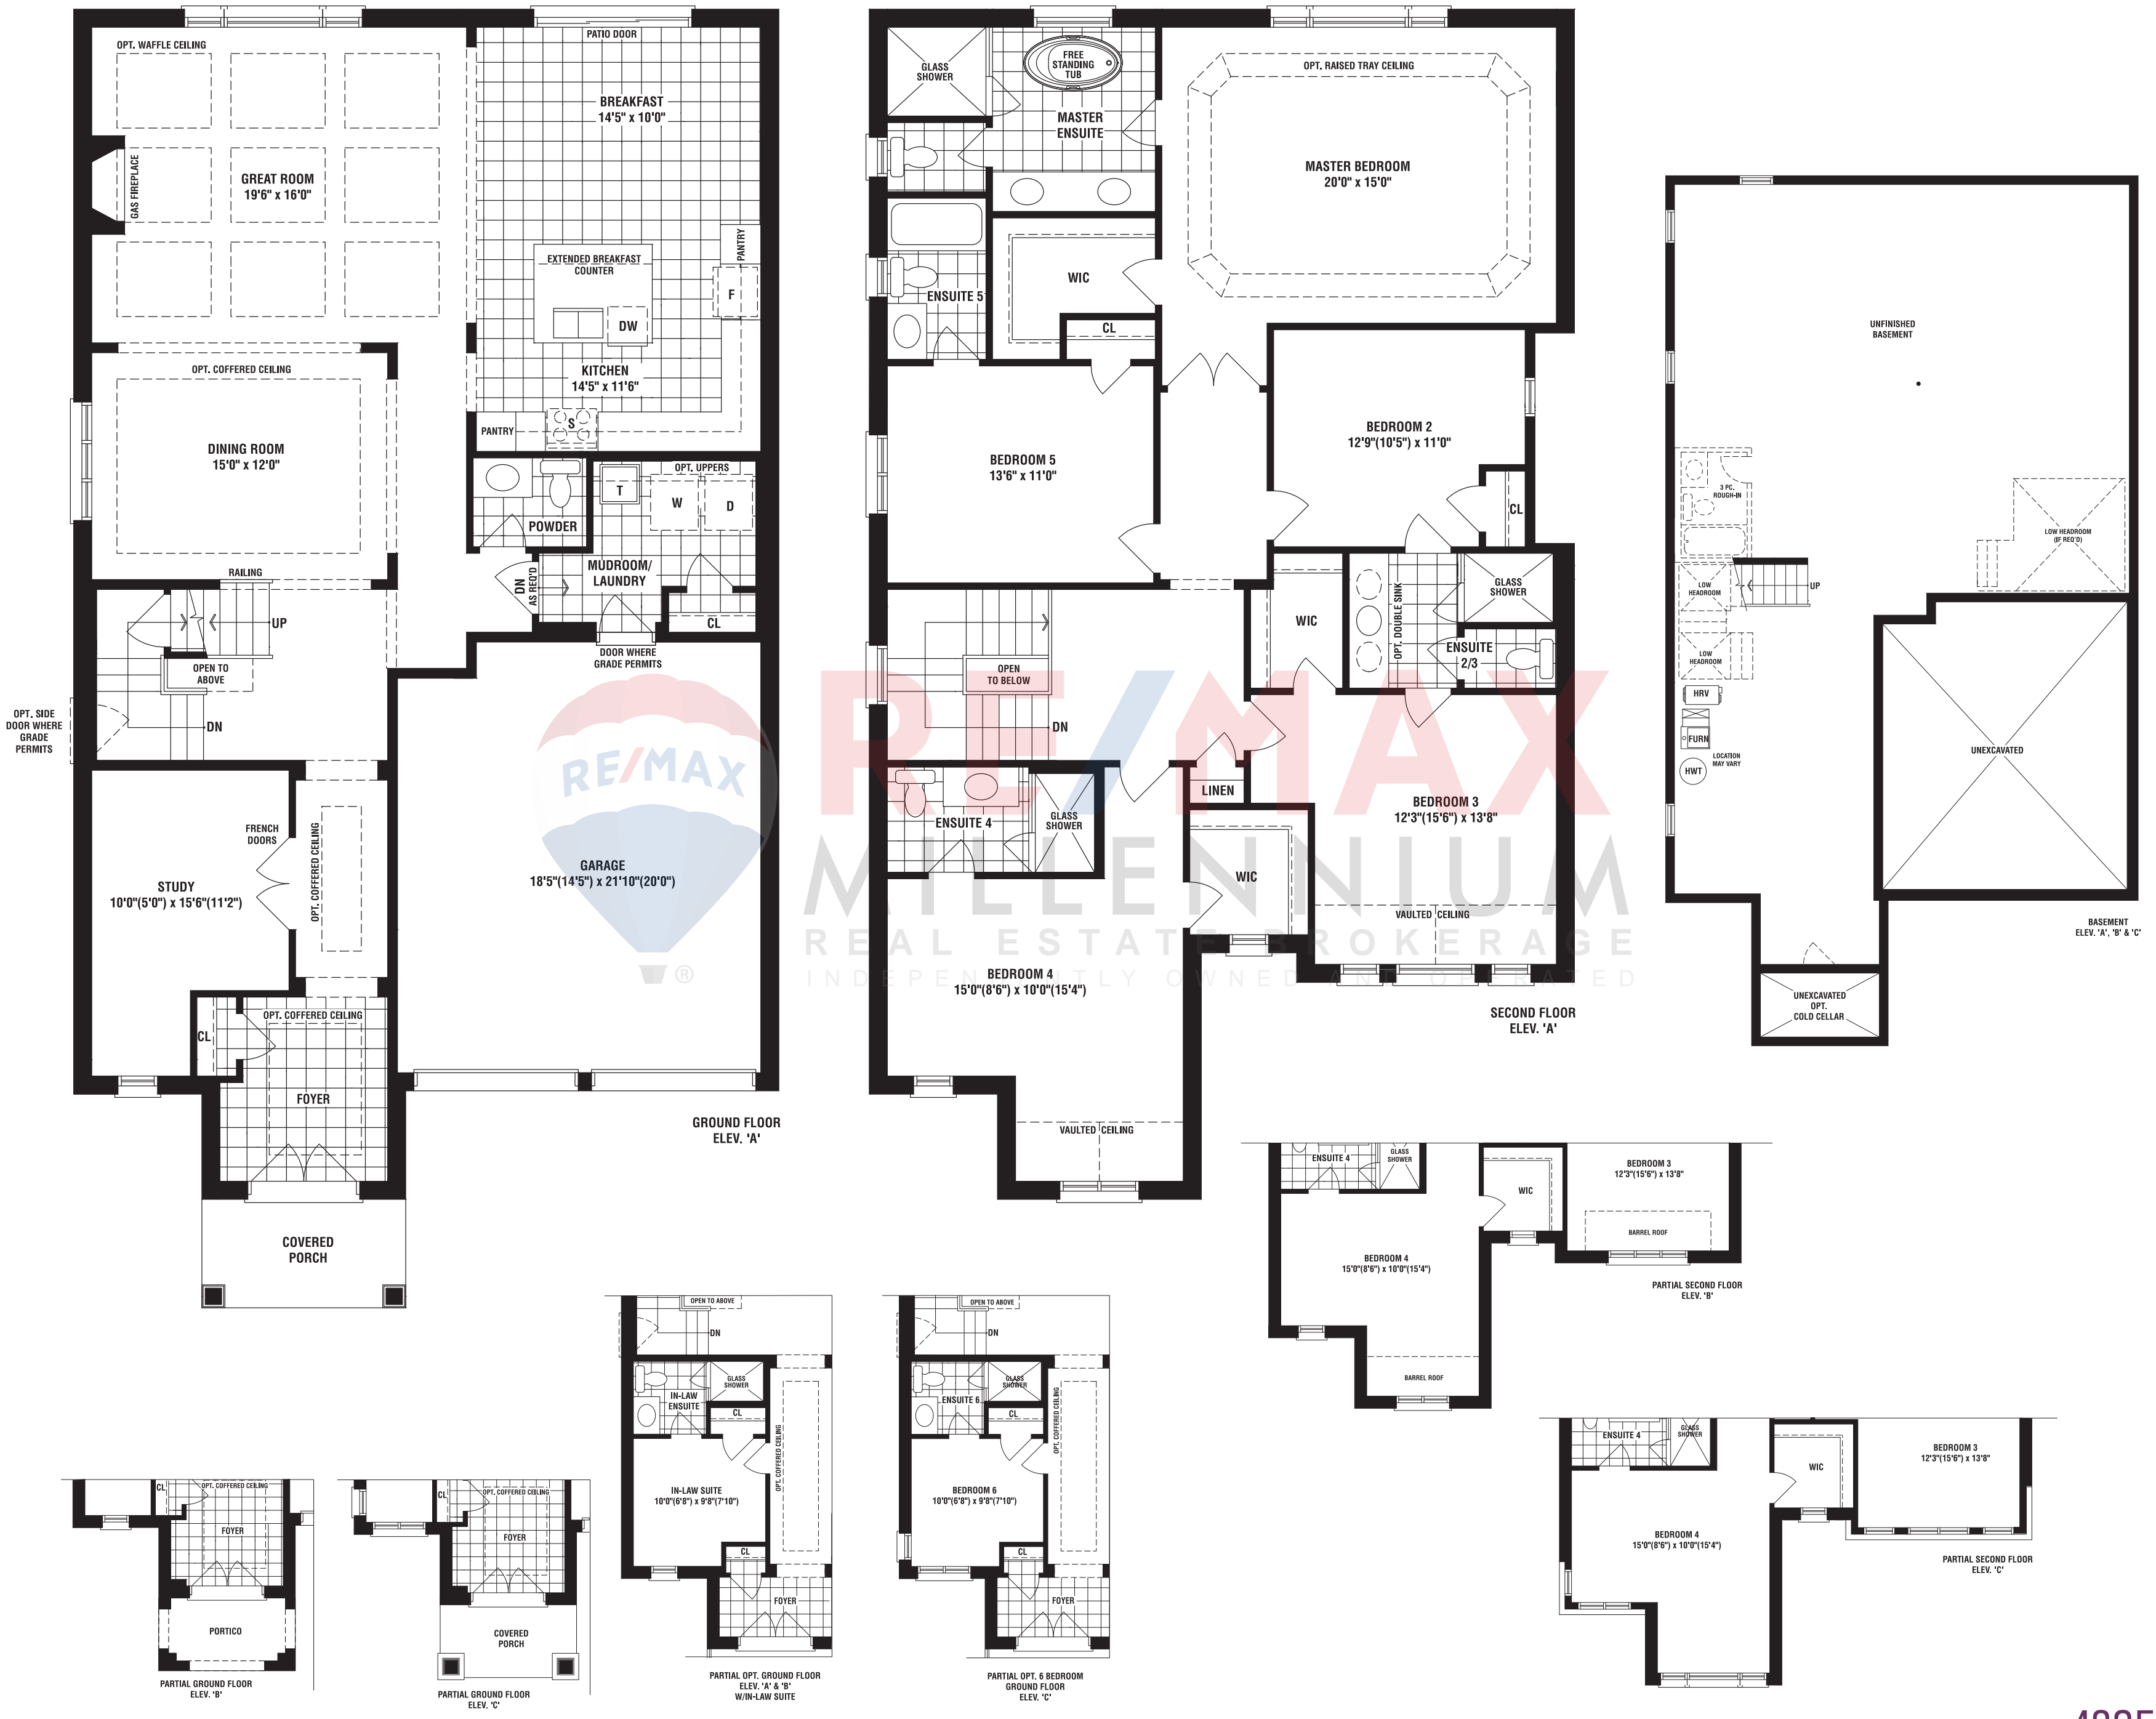 OPT. WAFFLE CEILING
GAS FIREPLACE
GREAT ROOM
19'6" x 16'0"
PATIO DOOR
BREAKFAST
14'5" x 10'0"
EXTENDED BREAKFAST
COUNTER
PANTRY
F
DW
KITCHEN
14'5" x 11'6"
PANTRY
S
OPT. COFFERED CEILING
DINING ROOM
15'0" x 12'0"
RAILING
POWDER
T
OPT. UPPERS
W
D
MUDROOM/
LAUNDRY
DN
AS REQ'D
CL
DOOR WHERE
GRADE PERMITS
UP
OPEN TO
ABOVE
DN
OPT. SIDE
DOOR WHERE
GRADE
PERMITS
FRENCH
DOORS
OPT. COFFERED CEILING
STUDY
10'0"(5'0") x 15'6"(11'2")
GARAGE
18'5"(14'5") x 21'10"(20'0")
CL
OPT. COFFERED CEILING
FOYER
COVERED
PORCH
GROUND FLOOR
ELEV. 'A'
GLASS
SHOWER
FREE
STANDING
TUB
MASTER
ENSUITE
OPT. RAISED TRAY CEILING
MASTER BEDROOM
20'0" x 15'0"
WIC
ENSUITE 5
CL
BEDROOM 5
13'6" x 11'0"
BEDROOM 2
12'9"(10'5") x 11'0"
CL
WIC
OPT. DOUBLE SINK
GLASS
SHOWER
ENSUITE
2/3
OPEN
TO BELOW
DN
LINEN
ENSUITE 4
GLASS
SHOWER
BEDROOM 3
12'3"(15'6") x 13'8"
WIC
VAULTED CEILING
BEDROOM 4
15'0"(8'6") x 10'0"(15'4")
VAULTED CEILING
SECOND FLOOR
ELEV. 'A'
UNFINISHED
BASEMENT
3 PC.
ROUGH-IN
LOW HEADROOM
(IF REQ'D)
LOW
HEADROOM
UP
LOW
HEADROOM
HRV
FURN
LOCATION
MAY VARY
HWT
UNEXCAVATED
BASEMENT
ELEV. 'A', 'B' & 'C'
UNEXCAVATED
OPT.
COLD CELLAR
RE/MAX
®
RE/MAX
MILLENNIUM
REAL ESTATE BROKERAGE
INDEPENDENTLY OWNED AND OPERATED
ENSUITE 4
GLASS
SHOWER
WIC
BEDROOM 3
12'3"(15'6") x 13'8"
BARREL ROOF
BEDROOM 4
15'0"(8'6") x 10'0"(15'4")
BARREL ROOF
PARTIAL SECOND FLOOR
ELEV. 'B'
ENSUITE 4
GLASS
SHOWER
WIC
BEDROOM 3
12'3"(15'6") x 13'8"
BEDROOM 4
15'0"(8'6") x 10'0"(15'4")
PARTIAL SECOND FLOOR
ELEV. 'C'
CL
OPT. COFFERED CEILING
FOYER
PORTICO
PARTIAL GROUND FLOOR
ELEV. 'B'
CL
OPT. COFFERED CEILING
FOYER
COVERED
PORCH
PARTIAL GROUND FLOOR
ELEV. 'C'
OPEN TO ABOVE
DN
IN-LAW
ENSUITE
GLASS
SHOWER
CL
OPT. COFFERED CEILING
IN-LAW SUITE
10'0"(6'8") x 9'8"(7'10")
CL
FOYER
PARTIAL OPT. GROUND FLOOR
ELEV. 'A' & 'B'
W/IN-LAW SUITE
OPEN TO ABOVE
DN
ENSUITE 6
GLASS
SHOWER
CL
OPT. COFFERED CEILING
BEDROOM 6
10'0"(6'8") x 9'8"(7'10")
CL
FOYER
PARTIAL OPT. 6 BEDROOM
GROUND FLOOR
ELEV. 'C'